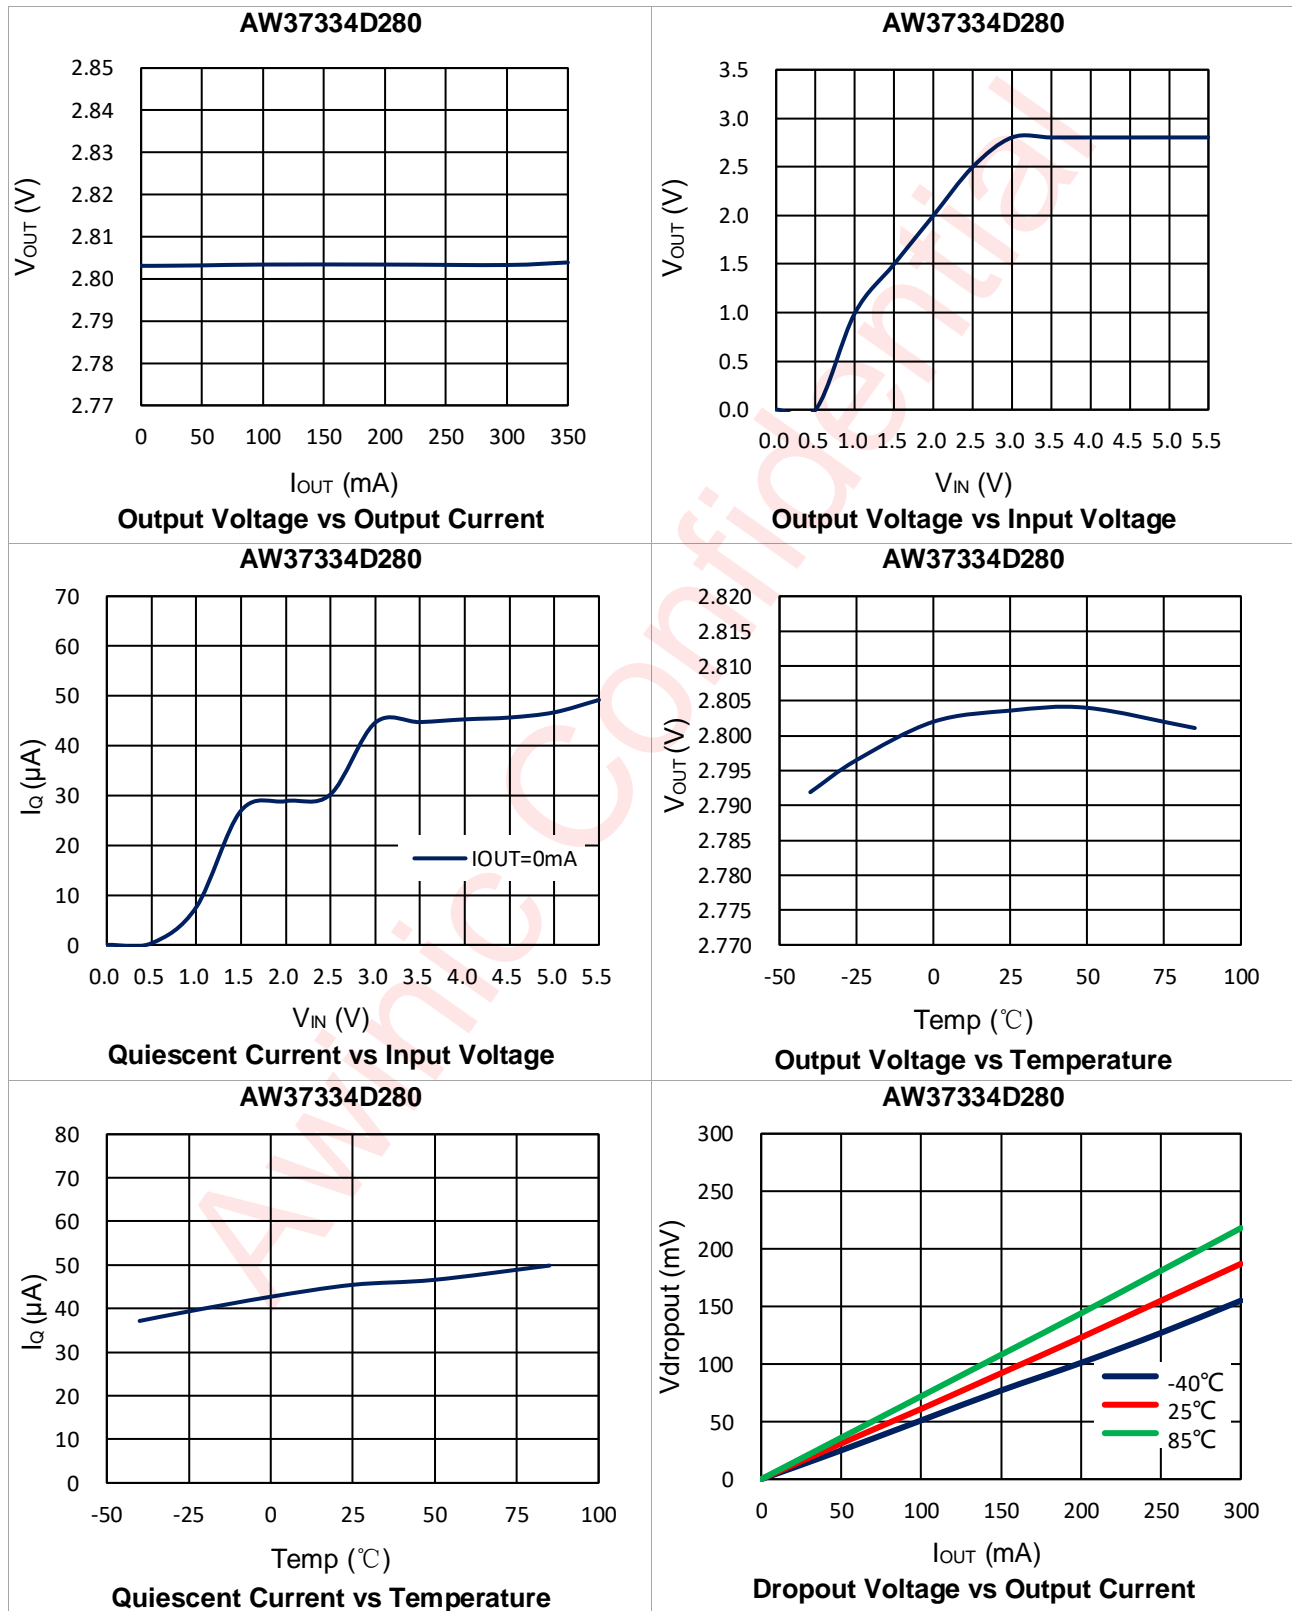 AW37334D280
2.85
2.84
2.83
2.82
2.81
2.80
2.79
2.78
2.77
VOUT (V)
0 50 100 150 200 250 300 350
IOUT (mA)
Output Voltage vs Output Current
AW37334D280
3.5
3.0
2.5
2.0
1.5
1.0
0.5
0.0
VOUT (V)
0.0 0.5 1.0 1.5 2.0 2.5 3.0 3.5 4.0 4.5 5.0 5.5
VIN (V)
Output Voltage vs Input Voltage
AW37334D280
70
60
50
40
30
20
10
0
IQ (μA)
IOUT=0mA
0.0 0.5 1.0 1.5 2.0 2.5 3.0 3.5 4.0 4.5 5.0 5.5
VIN (V)
Quiescent Current vs Input Voltage
AW37334D280
2.820
2.815
2.810
2.805
2.800
2.795
2.790
2.785
2.780
2.775
2.770
VOUT (V)
-50 -25 0 25 50 75 100
Temp (℃)
Output Voltage vs Temperature
AW37334D280
80
70
60
50
40
30
20
10
0
IQ (μA)
-50 -25 0 25 50 75 100
Temp (℃)
Quiescent Current vs Temperature
AW37334D280
300
250
200
150
100
50
0
Vdropout (mV)
-40℃
25℃
85℃
0 50 100 150 200 250 300
IOUT (mA)
Dropout Voltage vs Output Current
Awinic Confidential